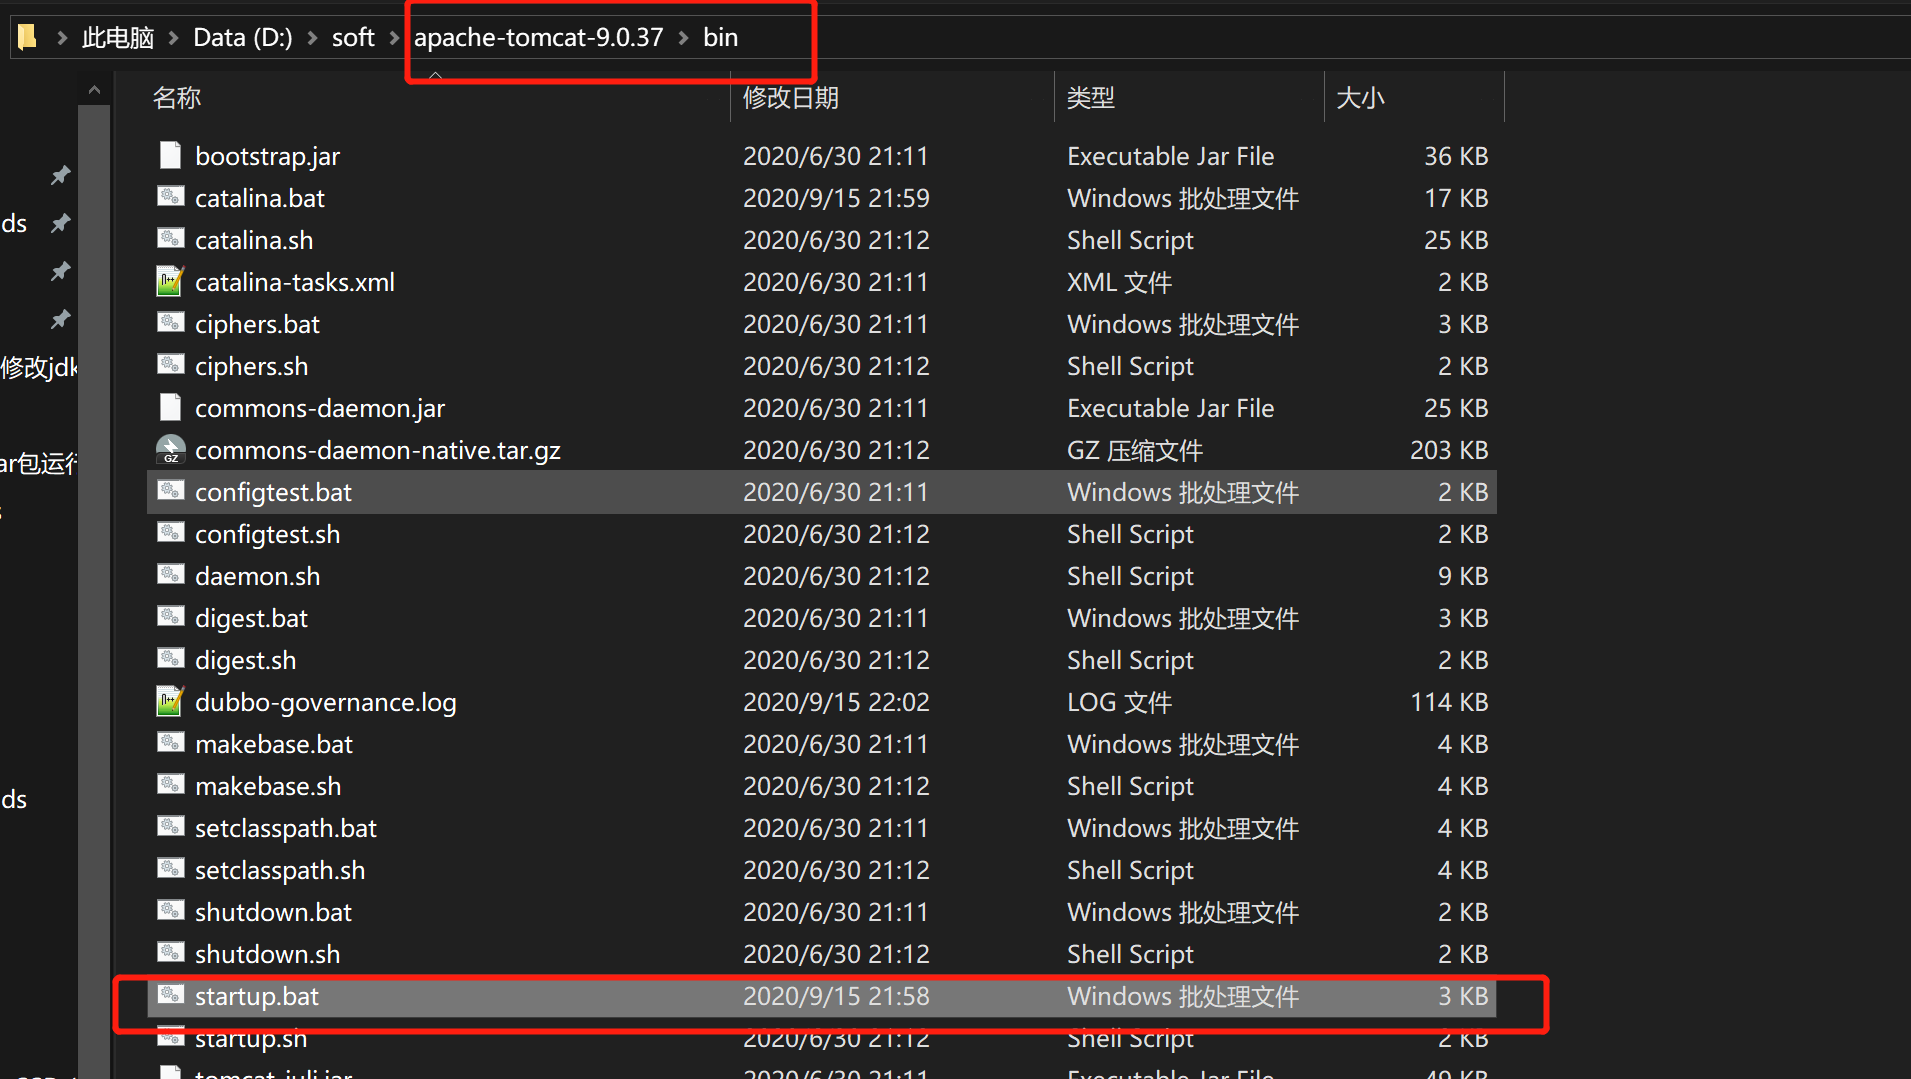 此电脑 > Data (D:) > soft > apache-tomcat-9.0.37 > bin
名称 修改日期 类型 大小
bootstrap.jar 2020/6/30 21:11 Executable Jar File 36 KB
catalina.bat 2020/9/15 21:59 Windows 批处理文件 17 KB
ds
catalina.sh 2020/6/30 21:12 Shell Script 25 KB
catalina-tasks.xml 2020/6/30 21:11 XML 文件 2 KB
ciphers.bat 2020/6/30 21:11 Windows 批处理文件 3 KB
修改jdk
ciphers.sh 2020/6/30 21:12 Shell Script 2 KB
commons-daemon.jar 2020/6/30 21:11 Executable Jar File 25 KB
commons-daemon-native.tar.gz 2020/6/30 21:12 GZ 压缩文件 203 KB
ar包运行
configtest.bat 2020/6/30 21:11 Windows 批处理文件 2 KB
configtest.sh 2020/6/30 21:12 Shell Script 2 KB
daemon.sh 2020/6/30 21:12 Shell Script 9 KB
digest.bat 2020/6/30 21:11 Windows 批处理文件 3 KB
digest.sh 2020/6/30 21:12 Shell Script 2 KB
dubbo-governance.log 2020/9/15 22:02 LOG 文件 114 KB
makebase.bat 2020/6/30 21:11 Windows 批处理文件 4 KB
makebase.sh 2020/6/30 21:12 Shell Script 4 KB
ds
setclasspath.bat 2020/6/30 21:11 Windows 批处理文件 4 KB
setclasspath.sh 2020/6/30 21:12 Shell Script 4 KB
shutdown.bat 2020/6/30 21:11 Windows 批处理文件 2 KB
shutdown.sh 2020/6/30 21:12 Shell Script 2 KB
startup.bat 2020/9/15 21:58 Windows 批处理文件 3 KB
startup.sh 2020/6/30 21:12 Shell Script 2 KB
tomcat-juli.jar 2020/6/30 21:11 Executable Jar File 49 KB